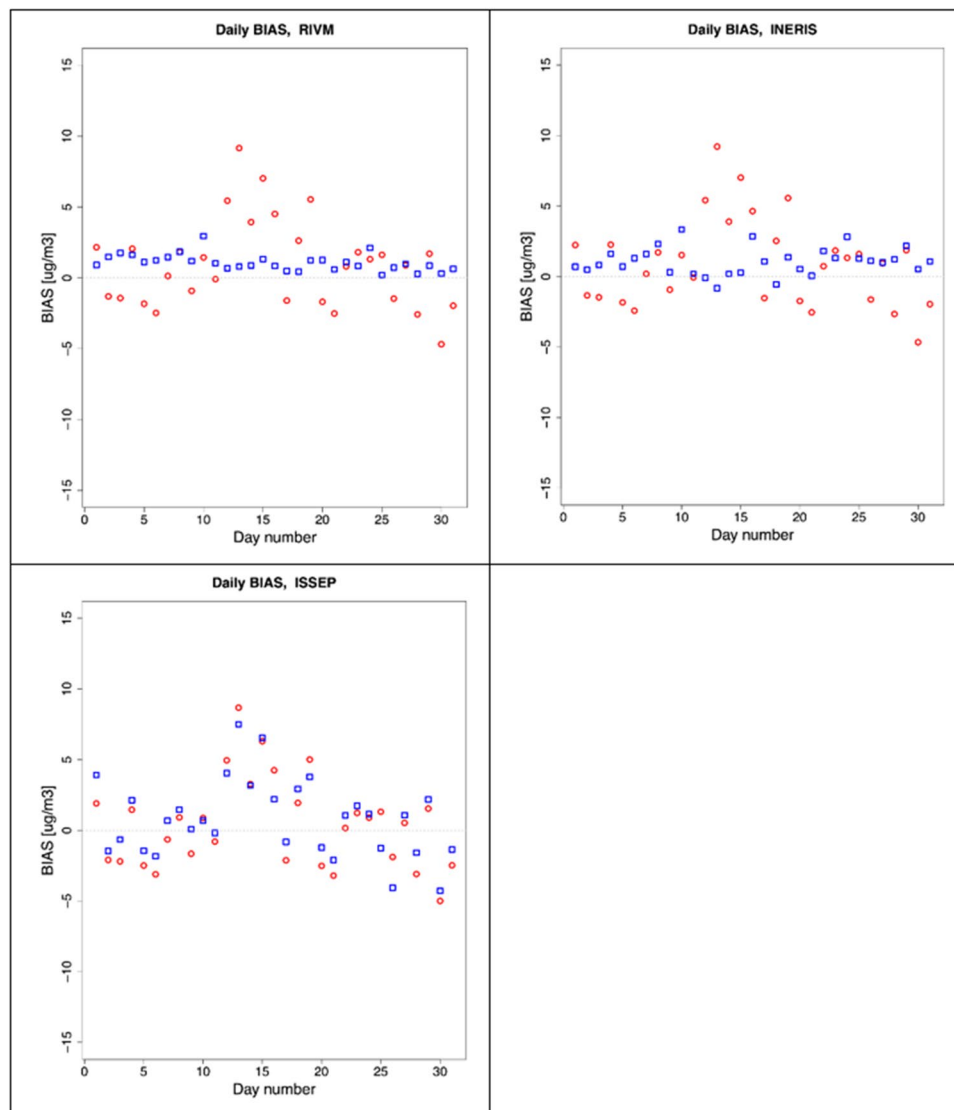 Daily BIAS, RIVM
15
10
5
0
−5
−10
−15
BIAS [ug/m3]
0 5 10 15 20 25 30
Day number
Daily BIAS, INERIS
15
10
5
0
−5
−10
−15
BIAS [ug/m3]
0 5 10 15 20 25 30
Day number
Daily BIAS, ISSEP
15
10
5
0
−5
−10
−15
BIAS [ug/m3]
0 5 10 15 20 25 30
Day number